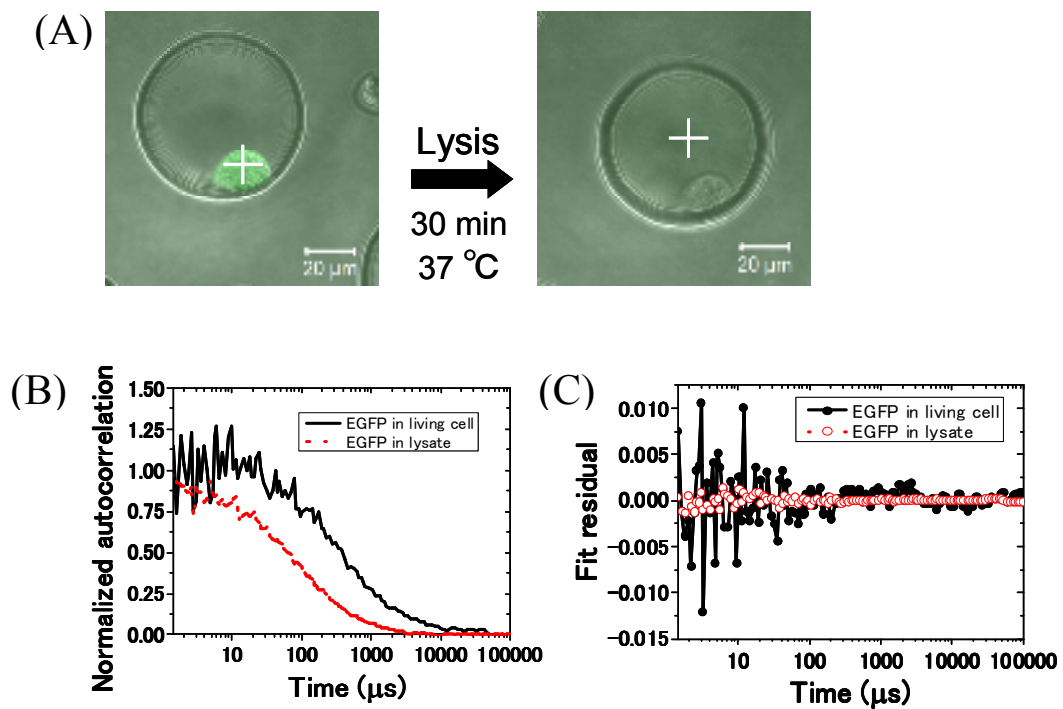 (A)
20 μm
Lysis
30 min
37 °C
20 μm
(B)
Normalized autocorrelation
1.50
1.25
1.00
0.75
0.50
0.25
0.00
EGFP in living cell
EGFP in lysate
10 100 1000 10000 100000
Time (μs)
(C)
Fit residual
0.010
0.005
0.000
−0.005
−0.010
−0.015
EGFP in living cell
EGFP in lysate
10 100 1000 10000 100000
Time (μs)